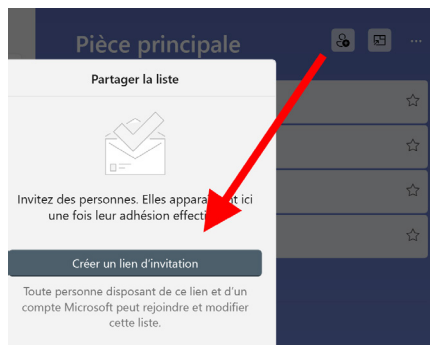 Pièce principale
Partager la liste
Invitez des personnes. Elles ici
une fois leur adhésion
Créer un lien d'invitation
Toute personne disposant de ce lien et d'un
compte Microsoft peut rejoindre et modifier
cette liste.